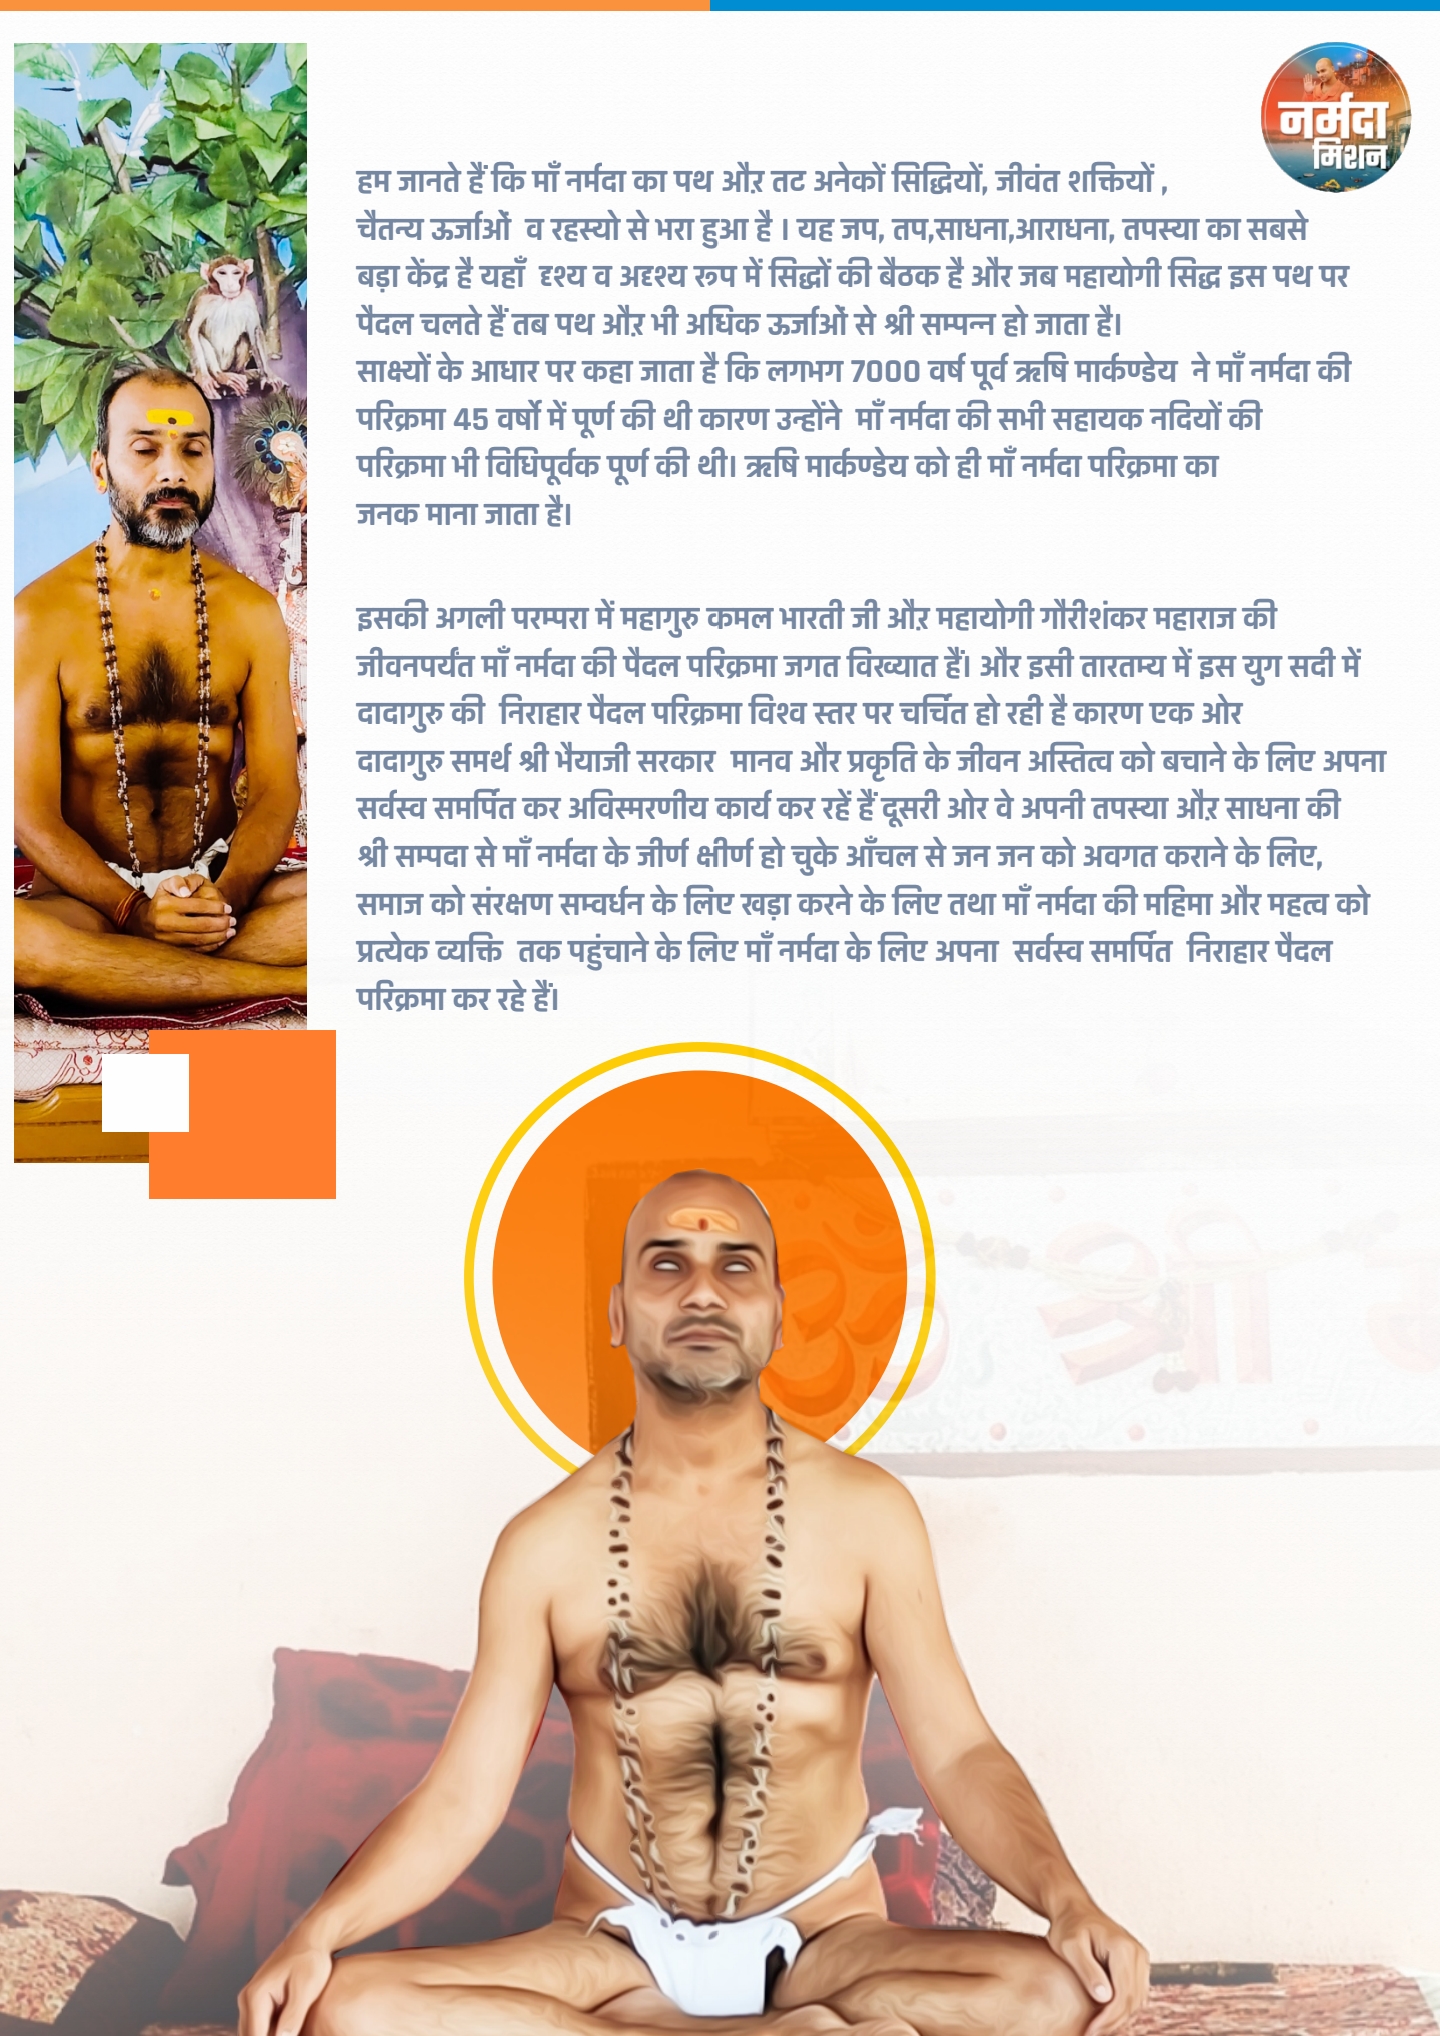 नर्मदा
मिशन
हम जानते हैं कि माँ नर्मदा का पथ औऱ तट अनेकों सिद्धियों, जीवंत शक्तियों ,
चैतन्य ऊर्जाओं  व रहस्यो से भरा हुआ है । यह जप, तप,साधना,आराधना, तपस्या का सबसे
बड़ा केंद्र है यहाँ  दृश्य व अदृश्य रूप में सिद्धों की बैठक है और जब महायोगी सिद्ध इस पथ पर
पैदल चलते हैं तब पथ औऱ भी अधिक ऊर्जाओं से श्री सम्पन्न हो जाता है।
साक्ष्यों के आधार पर कहा जाता है कि लगभग 7000 वर्ष पूर्व ऋषि मार्कण्डेय  ने माँ नर्मदा की
परिक्रमा 45 वर्षो में पूर्ण की थी कारण उन्होंने  माँ नर्मदा की सभी सहायक नदियों की
परिक्रमा भी विधिपूर्वक पूर्ण की थी। ऋषि मार्कण्डेय को ही माँ नर्मदा परिक्रमा का
जनक माना जाता है।
इसकी अगली परम्परा में महागुरु कमल भारती जी औऱ महायोगी गौरीशंकर महाराज की
जीवनपर्यंत माँ नर्मदा की पैदल परिक्रमा जगत विख्यात हैं। और इसी तारतम्य में इस युग सदी में
दादागुरु की  निराहार पैदल परिक्रमा विश्व स्तर पर चर्चित हो रही है कारण एक ओर
दादागुरु समर्थ श्री भैयाजी सरकार  मानव और प्रकृति के जीवन अस्तित्व को बचाने के लिए अपना
सर्वस्व समर्पित कर अविस्मरणीय कार्य कर रहें हैं दूसरी ओर वे अपनी तपस्या औऱ साधना की
श्री सम्पदा से माँ नर्मदा के जीर्ण क्षीर्ण हो चुके आँचल से जन जन को अवगत कराने के लिए,
समाज को संरक्षण सम्वर्धन के लिए खड़ा करने के लिए तथा माँ नर्मदा की महिमा और महत्व को
प्रत्येक व्यक्ति  तक पहुंचाने के लिए माँ नर्मदा के लिए अपना  सर्वस्व समर्पित  निराहार पैदल
परिक्रमा कर रहे हैं।
ॐ श्री